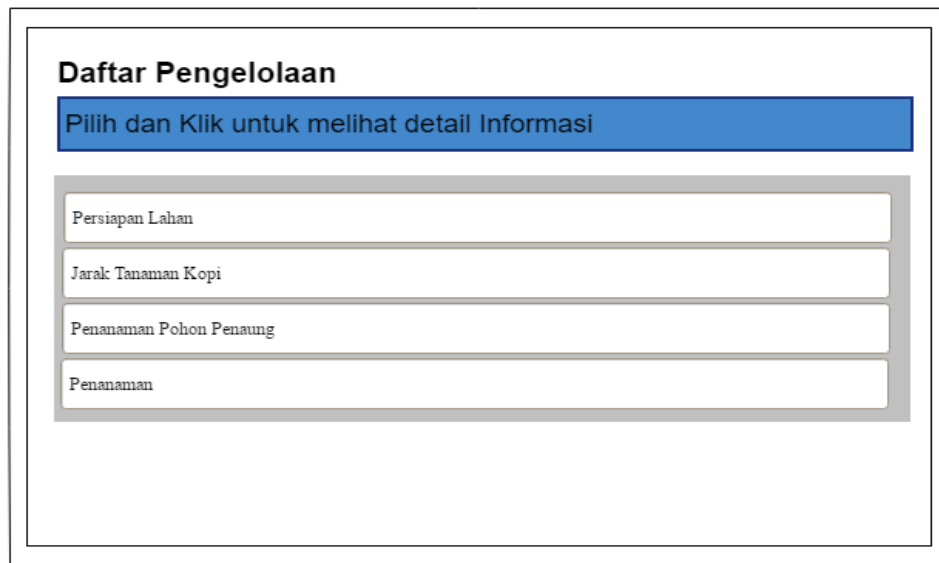 Daftar Pengelolaan
Pilih dan Klik untuk melihat detail Informasi
Persiapan Lahan
Jarak Tanaman Kopi
Penanaman Pohon Penaung
Penanaman